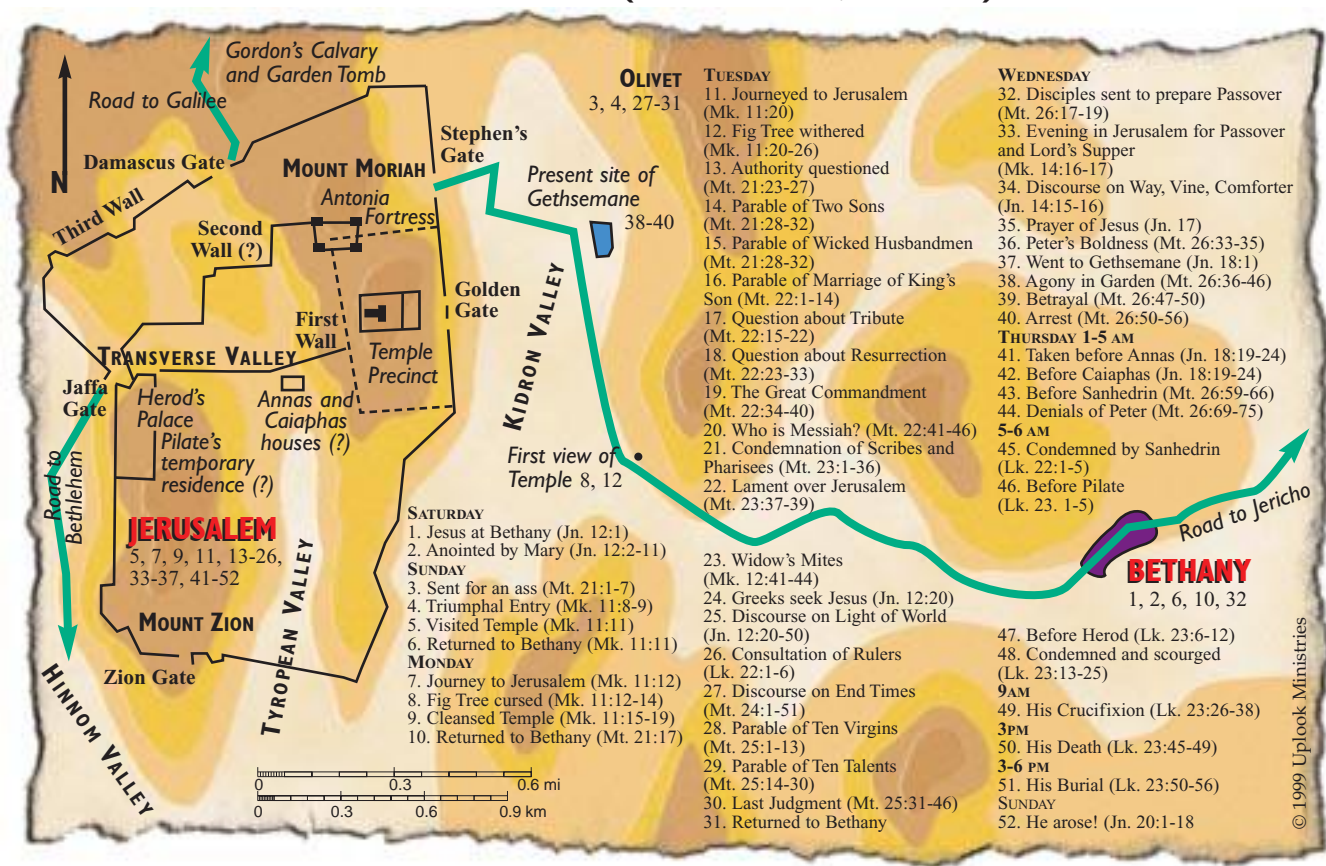 Gordon's Calvary
and Garden Tomb
Road to Galilee
N
Damascus Gate
Third Wall
Stephen's
Gate
MOUNT MORIAH
Antonia
Fortress
Second
Wall (?)
Golden
Gate
First
Wall
Temple
Precinct
TRANSVERSE VALLEY
Jaffa
Gate
Herod's
Palace
Pilate's
temporary
residence (?)
Annas and
Caiaphas
houses (?)
Road to
Bethlehem
JERUSALEM
5, 7, 9, 11, 13-26,
33-37, 41-52
MOUNT ZION
Zion Gate
HINNOM VALLEY
TYROPEAN VALLEY
KIDRON VALLEY
OLIVET
3, 4, 27-31
Present site of
Gethsemane
38-40
First view of
Temple 8, 12
SATURDAY
1. Jesus at Bethany (Jn. 12:1)
2. Anointed by Mary (Jn. 12:2-11)
SUNDAY
3. Sent for an ass (Mt. 21:1-7)
4. Triumphal Entry (Mk. 11:8-9)
5. Visited Temple (Mk. 11:11)
6. Returned to Bethany (Mk. 11:11)
MONDAY
7. Journey to Jerusalem (Mk. 11:12)
8. Fig Tree cursed (Mk. 11:12-14)
9. Cleansed Temple (Mk. 11:15-19)
10. Returned to Bethany (Mt. 21:17)
0 0.3 0.6 mi
0 0.3 0.6 0.9 km
TUESDAY
11. Journeyed to Jerusalem
(Mk. 11:20)
12. Fig Tree withered
(Mk. 11:20-26)
13. Authority questioned
(Mt. 21:23-27)
14. Parable of Two Sons
(Mt. 21:28-32)
15. Parable of Wicked Husbandmen
(Mt. 21:28-32)
16. Parable of Marriage of King's
Son (Mt. 22:1-14)
17. Question about Tribute
(Mt. 22:15-22)
18. Question about Resurrection
(Mt. 22:23-33)
19. The Great Commandment
(Mt. 22:34-40)
20. Who is Messiah? (Mt. 22:41-46)
21. Condemnation of Scribes and
Pharisees (Mt. 23:1-36)
22. Lament over Jerusalem
(Mt. 23:37-39)
23. Widow's Mites
(Mk. 12:41-44)
24. Greeks seek Jesus (Jn. 12:20)
25. Discourse on Light of World
(Jn. 12:20-50)
26. Consultation of Rulers
(Lk. 22:1-6)
27. Discourse on End Times
(Mt. 24:1-51)
28. Parable of Ten Virgins
(Mt. 25:1-13)
29. Parable of Ten Talents
(Mt. 25:14-30)
30. Last Judgment (Mt. 25:31-46)
31. Returned to Bethany
WEDNESDAY
32. Disciples sent to prepare Passover
(Mt. 26:17-19)
33. Evening in Jerusalem for Passover
and Lord's Supper
(Mk. 14:16-17)
34. Discourse on Way, Vine, Comforter
(Jn. 14:15-16)
35. Prayer of Jesus (Jn. 17)
36. Peter's Boldness (Mt. 26:33-35)
37. Went to Gethsemane (Jn. 18:1)
38. Agony in Garden (Mt. 26:36-46)
39. Betrayal (Mt. 26:47-50)
40. Arrest (Mt. 26:50-56)
THURSDAY 1-5 AM
41. Taken before Annas (Jn. 18:19-24)
42. Before Caiaphas (Jn. 18:19-24)
43. Before Sanhedrin (Mt. 26:59-66)
44. Denials of Peter (Mt. 26:69-75)
5-6 AM
45. Condemned by Sanhedrin
(Lk. 22:1-5)
46. Before Pilate
(Lk. 23. 1-5)
Road to Jericho
BETHANY
1, 2, 6, 10, 32
47. Before Herod (Lk. 23:6-12)
48. Condemned and scourged
(Lk. 23:13-25)
9AM
49. His Crucifixion (Lk. 23:26-38)
3PM
50. His Death (Lk. 23:45-49)
3-6 PM
51. His Burial (Lk. 23:50-56)
SUNDAY
52. He arose! (Jn. 20:1-18
© 1999 Uplook Ministries